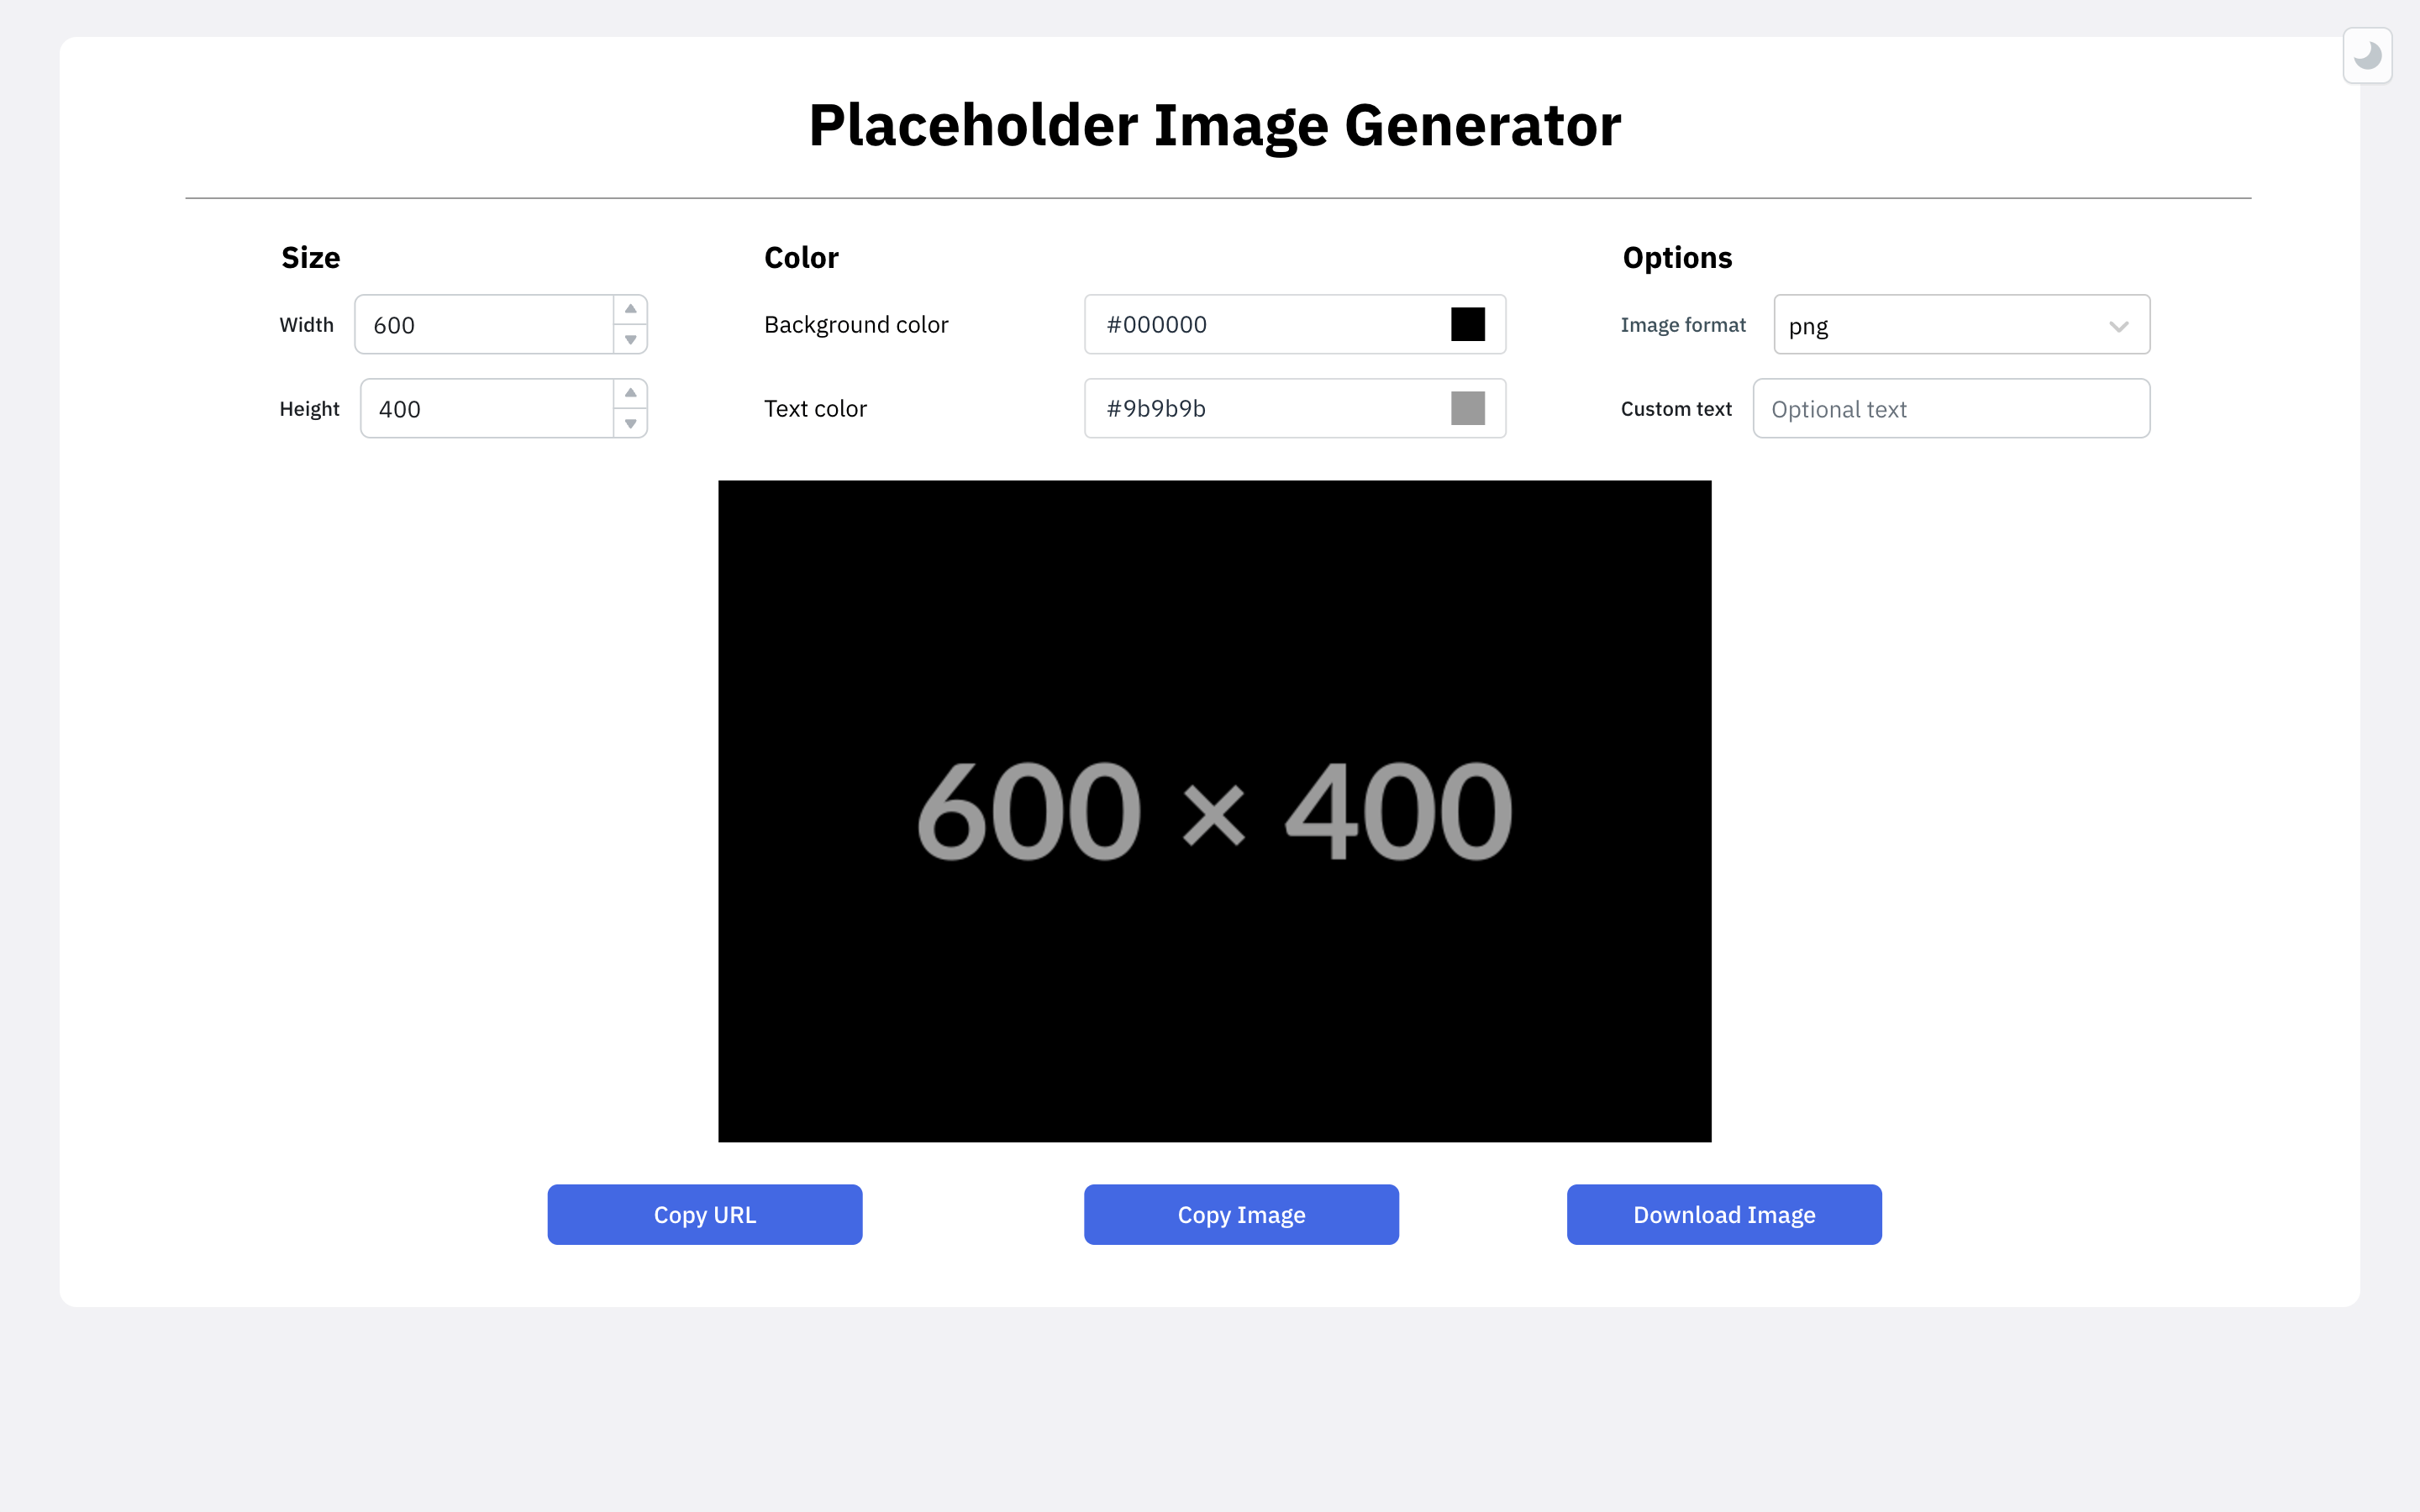 Placeholder Image Generator
Size
Width 600
Height 400
Color
Background color #000000
Text color #9b9b9b
Options
Image format png
Custom text Optional text
600 × 400
Copy URL
Copy Image
Download Image